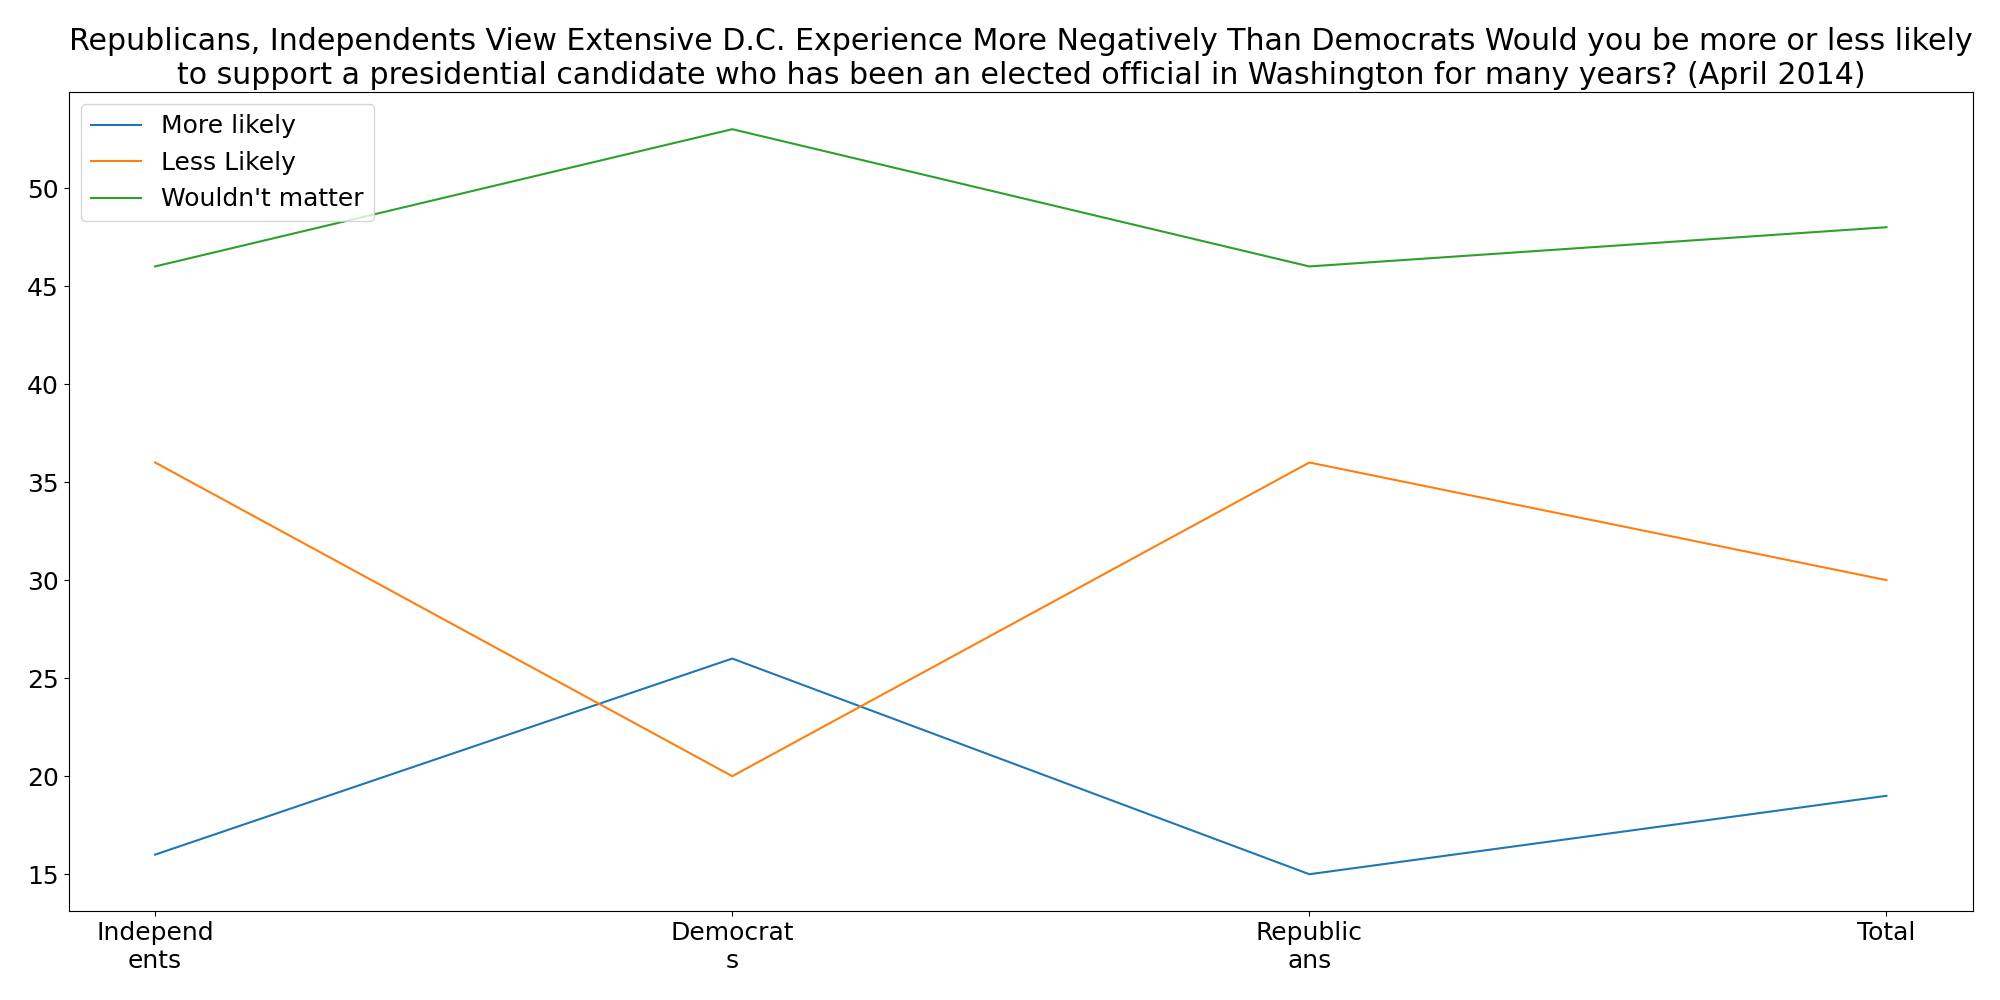 Republicans, Independents View Extensive D.C. Experience More Negatively Than Democrats Would you be more or less likely
to support a presidential candidate who has been an elected official in Washington for many years? (April 2014)
More likely
Less Likely
Wouldn't matter
50
45
40
35
30
25
20
15
Independ
ents
Democrat
s
Republic
ans
Total